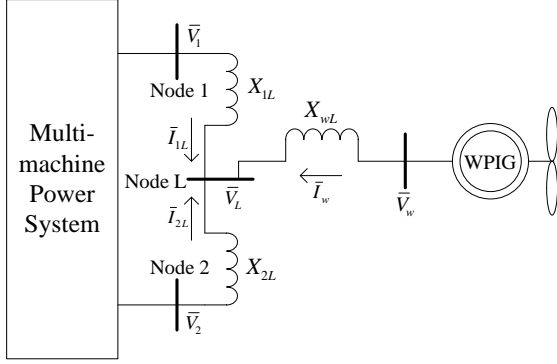 V̄₁
Node 1
X₁L
Ī₁L
Multi-
machine
Power
System
Node L
V̄L
Ī₂L
XwL
Īw
V̄w
WPIG
Node 2
X₂L
V̄₂